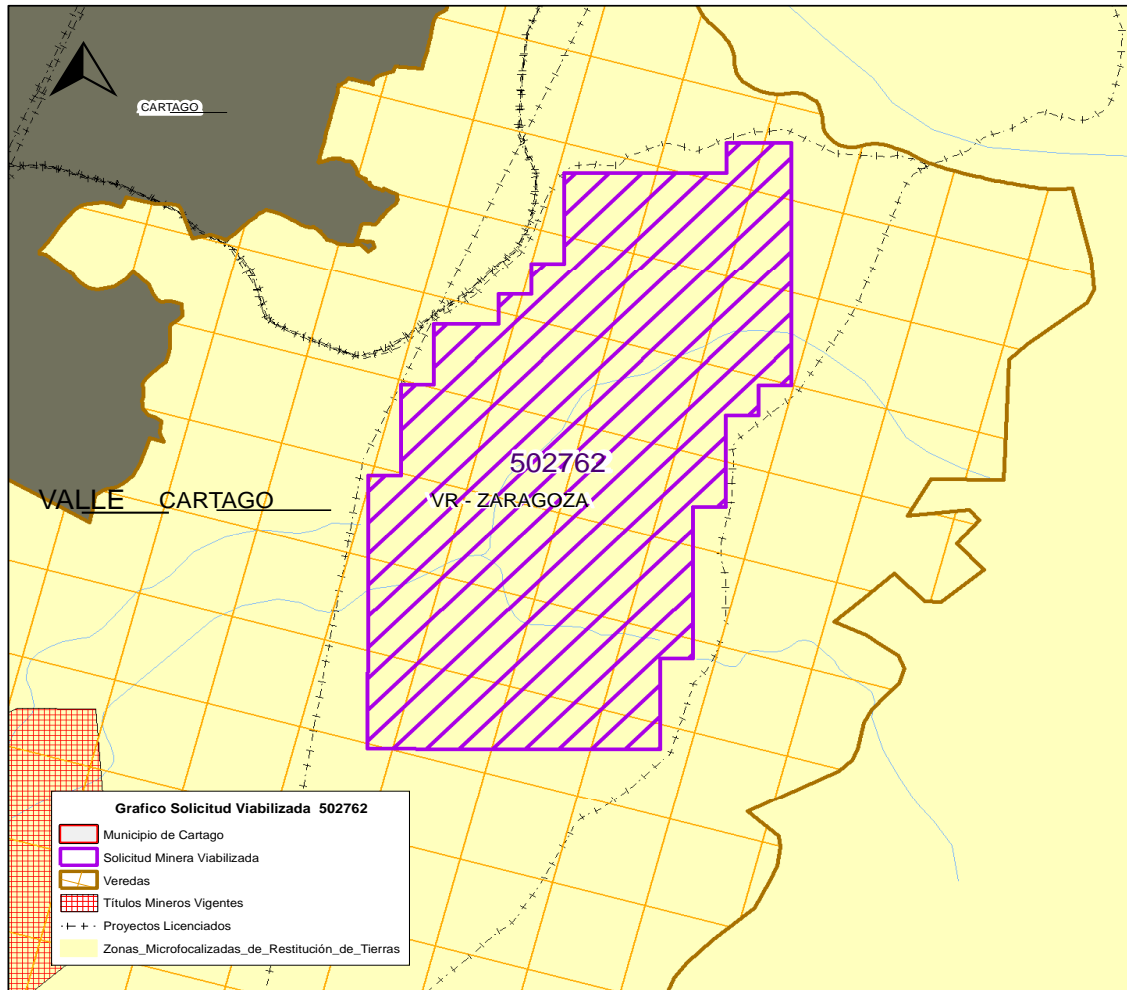 CARTAGO
502762
VALLE CARTAGO
VR - ZARAGOZA
Grafico Solicitud Viabilizada 502762
Municipio de Cartago
Solicitud Minera Viabilizada
Veredas
Títulos Mineros Vigentes
Proyectos Licenciados
Zonas_Microfocalizadas_de_Restitución_de_Tierras